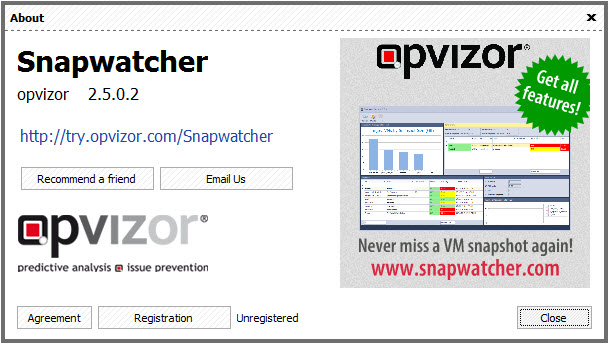 About
Snapwatcher
opvizor 2.5.0.2
http://try.opvizor.com/Snapwatcher
Recommend a friend
Email Us
opvizor®
predictive analysis issue prevention
Agreement
Registration
Unregistered
opvizor®
Get all
features!
Never miss a VM snapshot again!
www.snapwatcher.com
Close